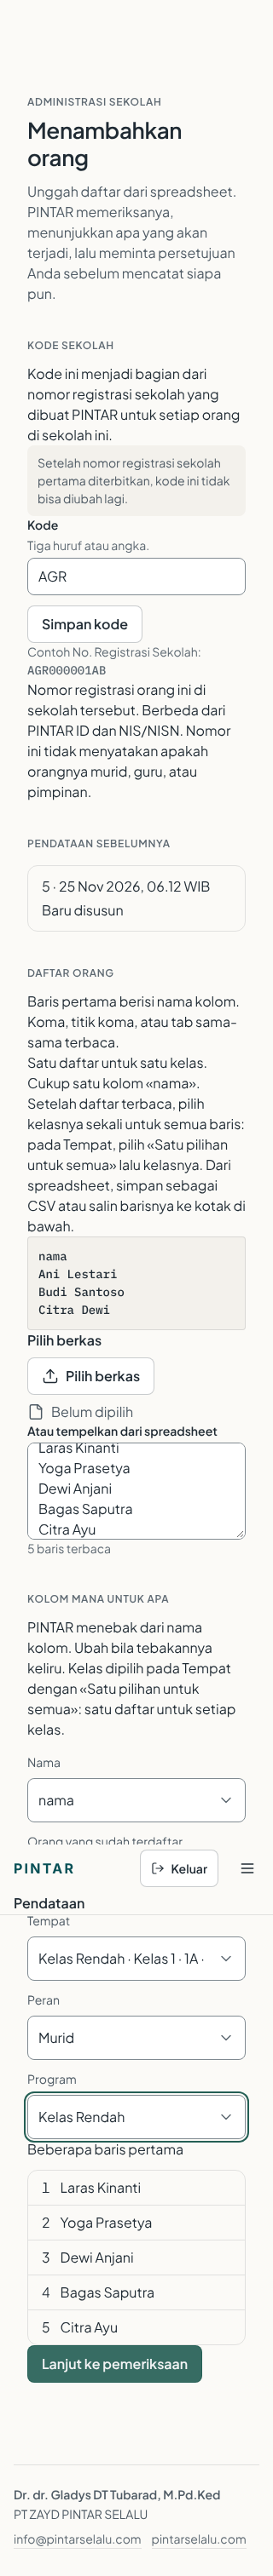 ADMINISTRASI SEKOLAH
Menambahkan
orang
Unggah daftar dari spreadsheet.
PINTAR memeriksanya,
menunjukkan apa yang akan
terjadi, lalu meminta persetujuan
Anda sebelum mencatat siapa
pun.
KODE SEKOLAH
Kode ini menjadi bagian dari
nomor registrasi sekolah yang
dibuat PINTAR untuk setiap orang
di sekolah ini.
Setelah nomor registrasi sekolah
pertama diterbitkan, kode ini tidak
bisa diubah lagi.
Kode
Tiga huruf atau angka.
AGR
Simpan kode
Contoh No. Registrasi Sekolah:
AGR000001AB
Nomor registrasi orang ini di
sekolah tersebut. Berbeda dari
PINTAR ID dan NIS/NISN. Nomor
ini tidak menyatakan apakah
orangnya murid, guru, atau
pimpinan.
PENDATAAN SEBELUMNYA
5 · 25 Nov 2026, 06.12 WIB
Baru disusun
DAFTAR ORANG
Baris pertama berisi nama kolom.
Koma, titik koma, atau tab sama-
sama terbaca.
Satu daftar untuk satu kelas.
Cukup satu kolom «nama».
Setelah daftar terbaca, pilih
kelasnya sekali untuk semua baris:
pada Tempat, pilih «Satu pilihan
untuk semua» lalu kelasnya. Dari
spreadsheet, simpan sebagai
CSV atau salin barisnya ke kotak di
bawah.
nama
Ani Lestari
Budi Santoso
Citra Dewi
Pilih berkas
Pilih berkas
Belum dipilih
Atau tempelkan dari spreadsheet
Laras Kinanti
Yoga Prasetya
Dewi Anjani
Bagas Saputra
Citra Ayu
5 baris terbaca
KOLOM MANA UNTUK APA
PINTAR menebak dari nama
kolom. Ubah bila tebakannya
keliru. Kelas dipilih pada Tempat
dengan «Satu pilihan untuk
semua»: satu daftar untuk setiap
kelas.
Nama
nama
Orang yang sudah terdaftar
PINTAR
Keluar
Pendataan
Tempat
Kelas Rendah · Kelas 1 · 1A ·
Peran
Murid
Program
Kelas Rendah
Beberapa baris pertama
1 Laras Kinanti
2 Yoga Prasetya
3 Dewi Anjani
4 Bagas Saputra
5 Citra Ayu
Lanjut ke pemeriksaan
Dr. dr. Gladys DT Tubarad, M.Pd.Ked
PT ZAYD PINTAR SELALU
info@pintarselalu.com pintarselalu.com